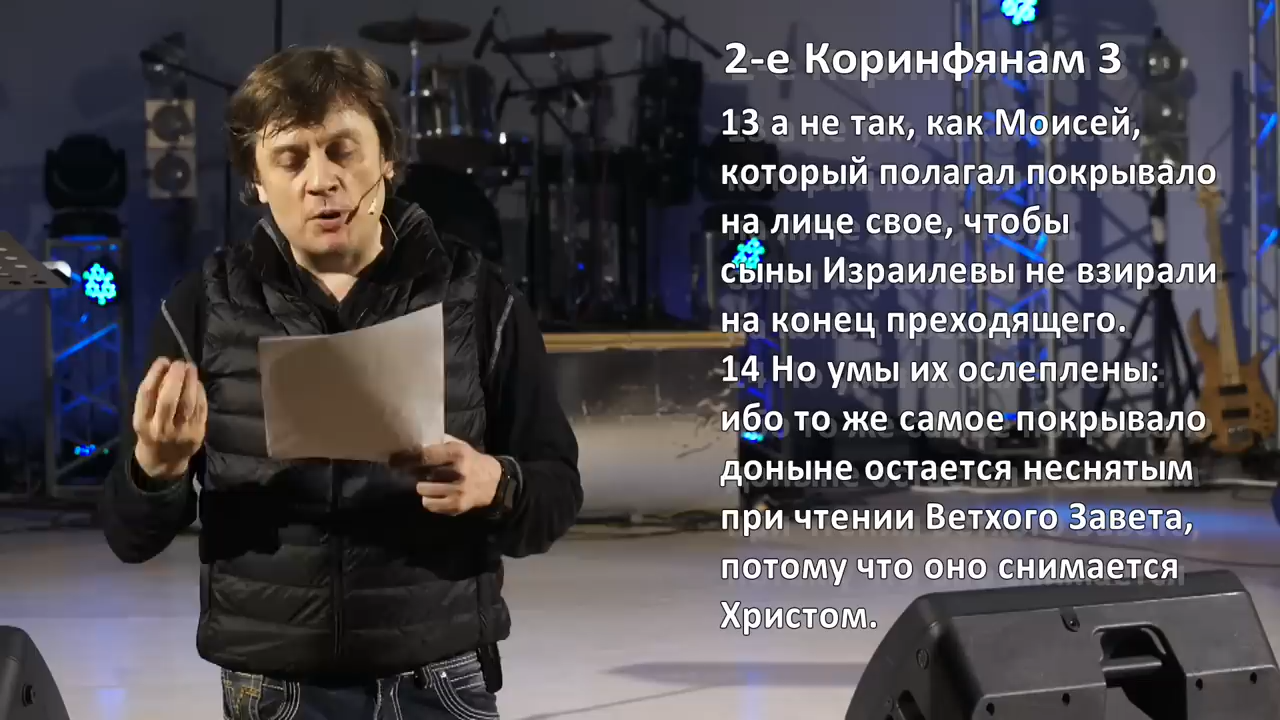 2-е Коринфянам 3
13 а не так, как Моисей,
который полагал покрывало
на лице свое, чтобы
сыны Израилевы не взирали
на конец преходящего.
14 Но умы их ослеплены:
ибо то же самое покрывало
доныне остается неснятым
при чтении Ветхого Завета,
потому что оно снимается
Христом.